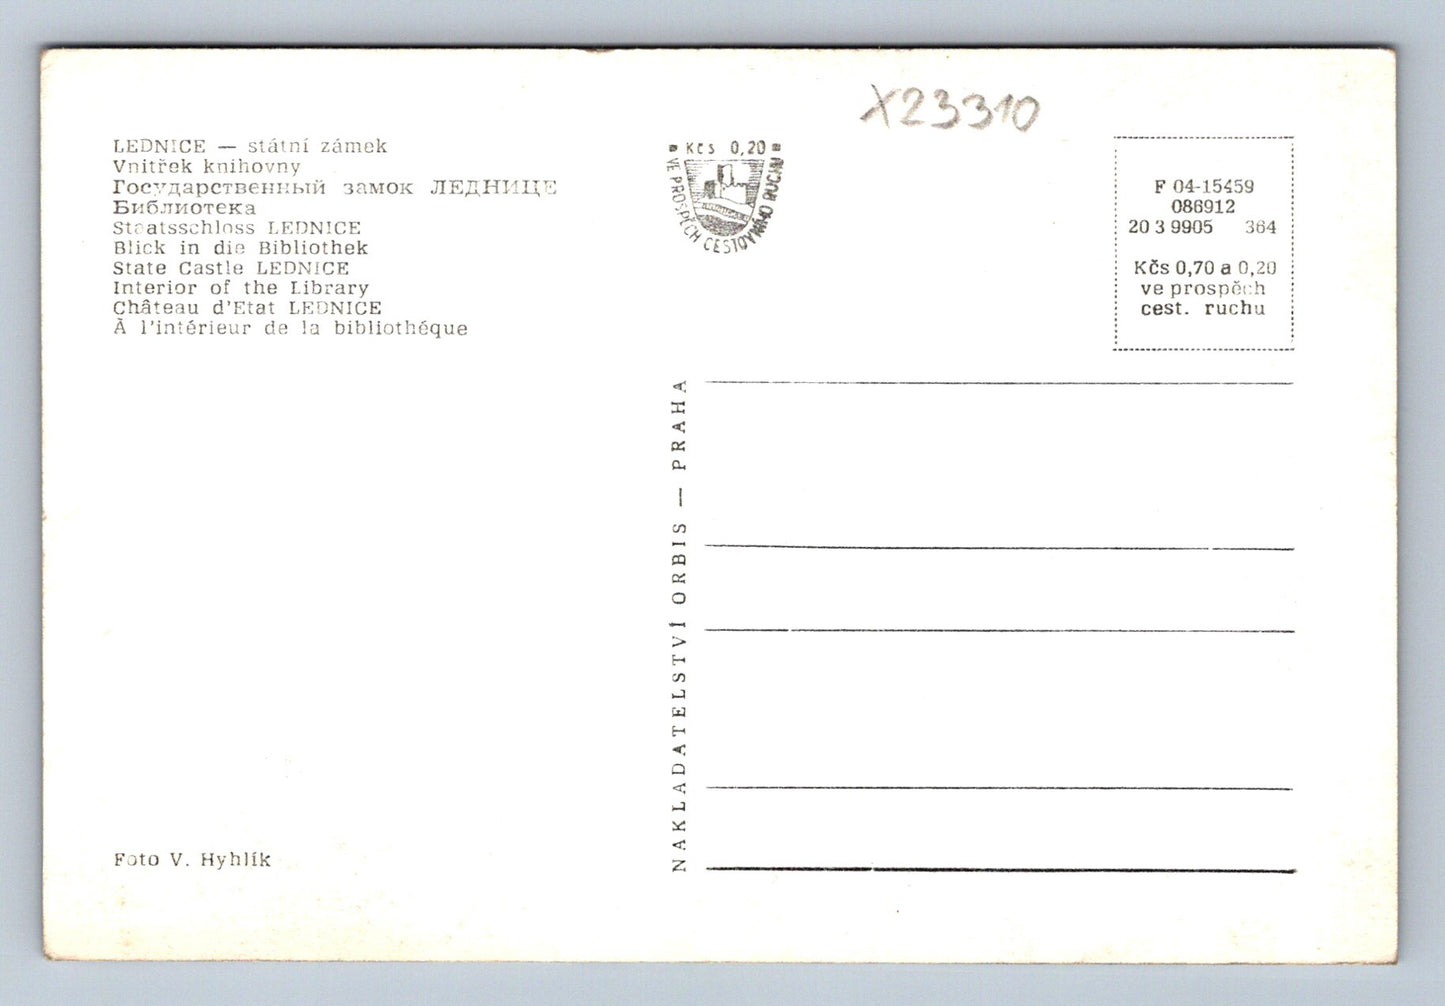 LEDNICE — státní zámek
Vnitřek knihovny
Государственный замок ЛЕДНИЦЕ
Библиотека
Staatsschloss LEDNICE
Blick in die Bibliothek
State Castle LEDNICE
Interior of the Library
Château d'Etat LEDNICE
À l'intérieur de la bibliothéque
X23310
Kčs 0,20
VE PROSPĚCH CESTOVNÍHO RUCHU
F 04-15459
086912
20 3 9905 364
Kčs 0,70 a 0,20
ve prospěch
cest. ruchu
NAKLADATELSTVÍ ORBIS — PRAHA
Foto V. Hyhlík